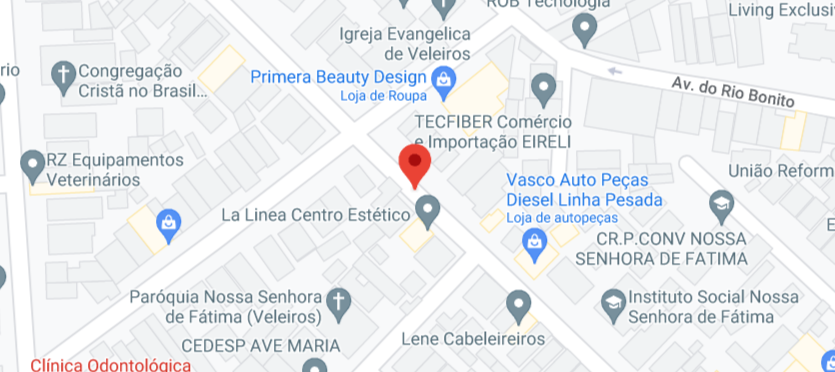 ROB Tecnologia
Living Exclusiv
Igreja Evangelica
de Veleiros
Congregação
Cristã no Brasil...
Primera Beauty Design
Loja de Roupa
Av. do Rio Bonito
TECFIBER Comércio
e Importação EIRELI
RZ Equipamentos
Veterinários
União Reform
Vasco Auto Peças
Diesel Linha Pesada
Loja de autopeças
La Linea Centro Estético
CR.P.CONV NOSSA
SENHORA DE FATIMA
Paróquia Nossa Senhora
de Fátima (Veleiros)
Instituto Social Nossa
Senhora de Fátima
CEDESP AVE MARIA
Lene Cabeleireiros
Clínica Odontológica